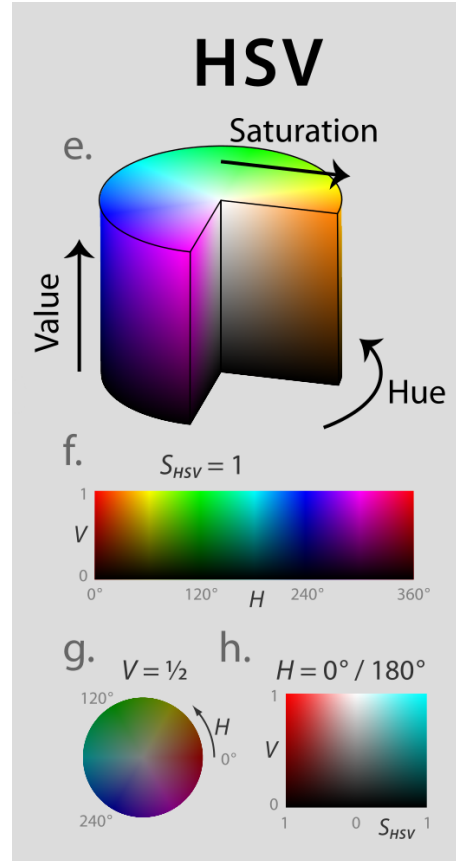 HSV
e.
Saturation
Value
Hue
f.
S_HSV = 1
1
V
0
0° 120° 240° 360°
H
g.
V = ½
120°
H
0°
240°
h.
H = 0° / 180°
1
V
0
1 0 S_HSV 1